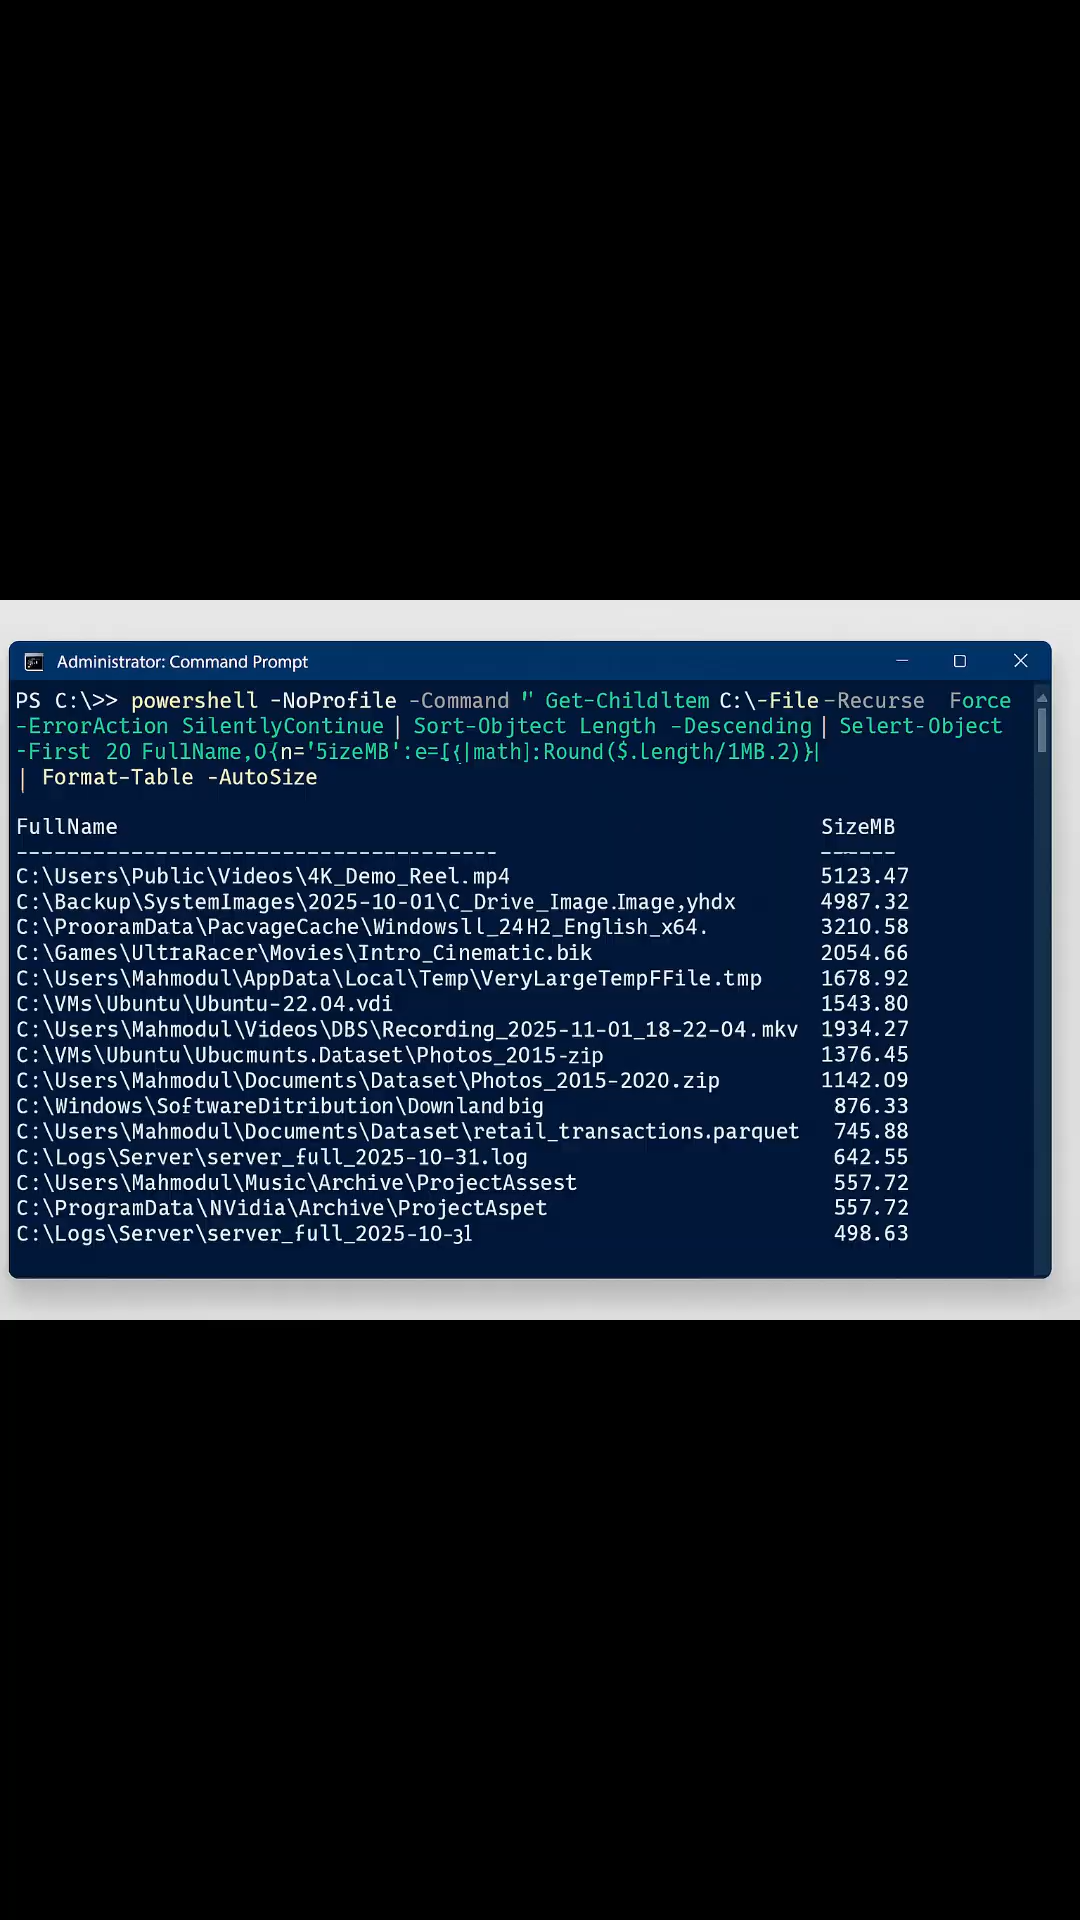 Administrator: Command Prompt
PS C:\>> powershell -NoProfile -Command " Get-Childltem C:\-File-Recurse Force
-ErrorAction SilentlyContinue | Sort-Objtect Length -Descending | Selert-Object
-First 20 FullName,O{n='5izeMB':e=[{|math]:Round($.length/1MB.2)}|
| Format-Table -AutoSize
FullName SizeMB
-------------------------------------- ------
C:\Users\Public\Videos\4K_Demo_Reel.mp4 5123.47
C:\Backup\SystemImages\2025-10-01\C_Drive_Image.Image,yhdx 4987.32
C:\ProoramData\PacvageCache\Windowsll_24H2_English_x64. 3210.58
C:\Games\UltraRacer\Movies\Intro_Cinematic.bik 2054.66
C:\Users\Mahmodul\AppData\Local\Temp\VeryLargeTempFFile.tmp 1678.92
C:\VMs\Ubuntu\Ubuntu-22.04.vdi 1543.80
C:\Users\Mahmodul\Videos\DBS\Recording_2025-11-01_18-22-04.mkv 1934.27
C:\VMs\Ubuntu\Ubucmunts.Dataset\Photos_2015-zip 1376.45
C:\Users\Mahmodul\Documents\Dataset\Photos_2015-2020.zip 1142.09
C:\Windows\SoftwareDitribution\Downland big 876.33
C:\Users\Mahmodul\Documents\Dataset\retail_transactions.parquet 745.88
C:\Logs\Server\server_full_2025-10-31.log 642.55
C:\Users\Mahmodul\Music\Archive\ProjectAssest 557.72
C:\ProgramData\NVidia\Archive\ProjectAspet 557.72
C:\Logs\Server\server_full_2025-10-31 498.63